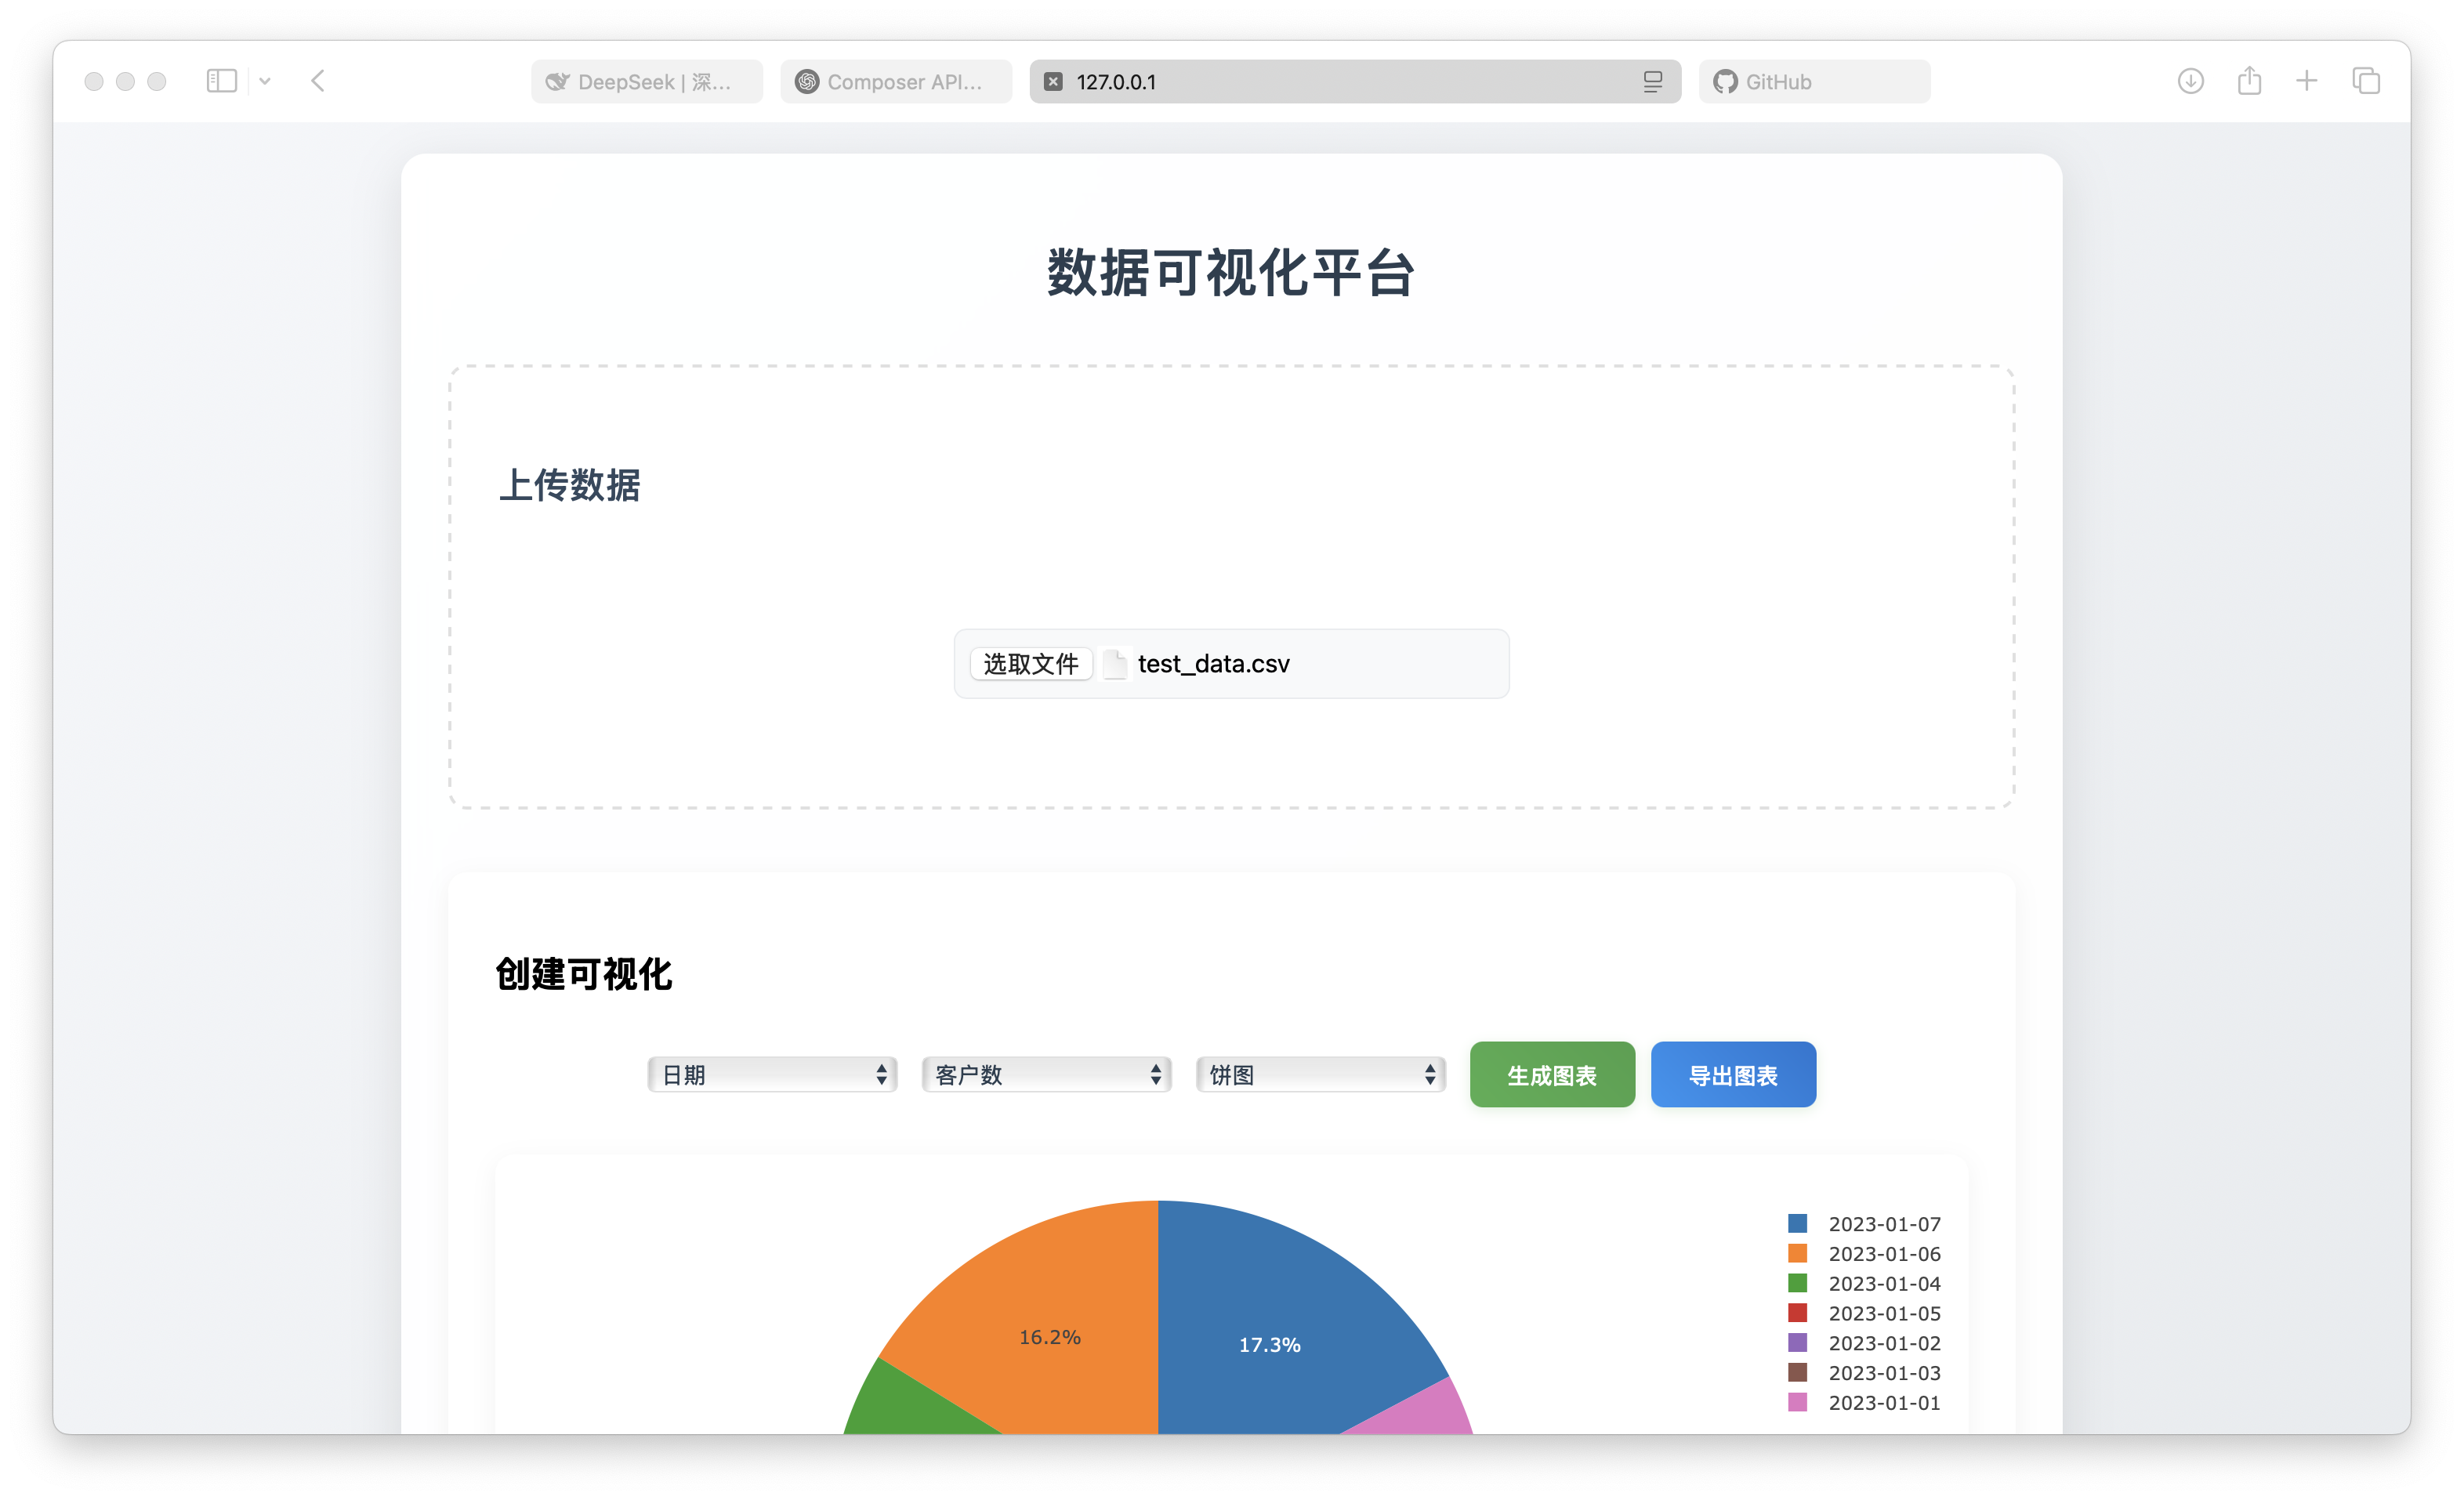 DeepSeek | 深... Composer API... 127.0.0.1 GitHub
数据可视化平台
上传数据
选取文件 test_data.csv
创建可视化
日期 客户数 饼图 生成图表 导出图表
16.2%
17.3%
2023-01-07
2023-01-06
2023-01-04
2023-01-05
2023-01-02
2023-01-03
2023-01-01